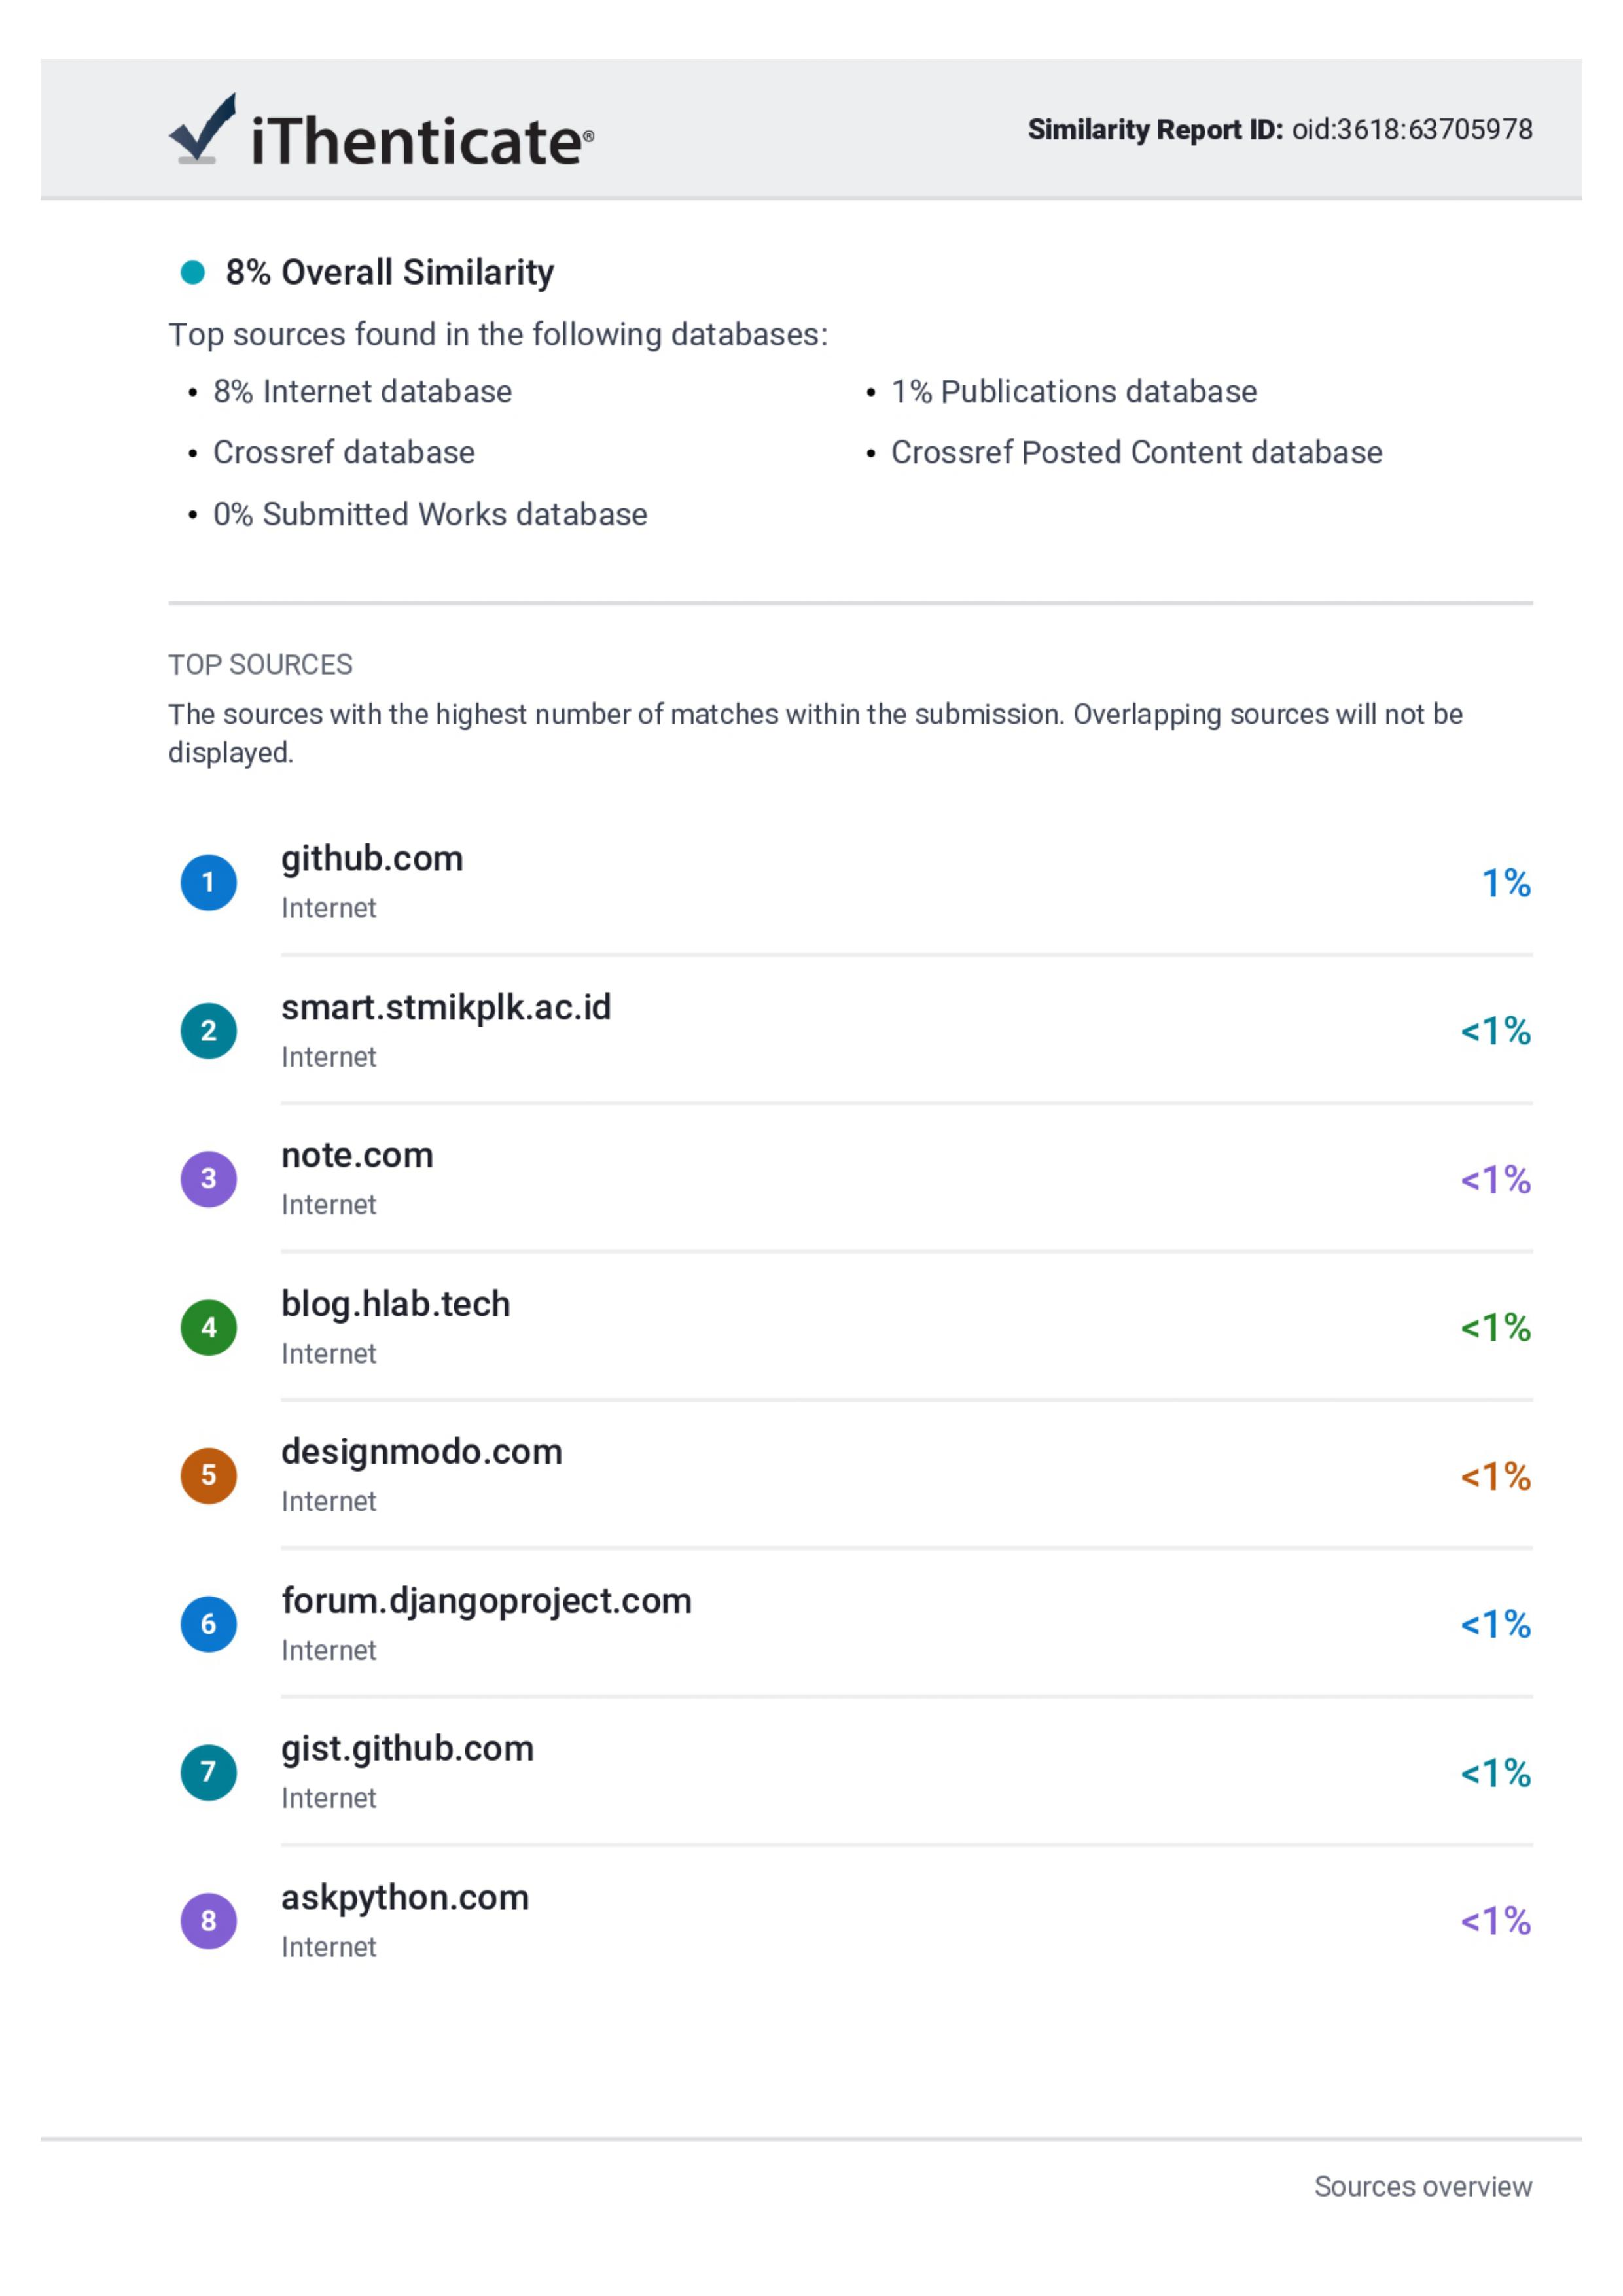 iThenticate®
Similarity Report ID: oid:3618:63705978
8% Overall Similarity
Top sources found in the following databases:
• 8% Internet database
• 1% Publications database
• Crossref database
• Crossref Posted Content database
• 0% Submitted Works database
TOP SOURCES
The sources with the highest number of matches within the submission. Overlapping sources will not be
displayed.
1
github.com
Internet
1%
2
smart.stmikplk.ac.id
Internet
<1%
3
note.com
Internet
<1%
4
blog.hlab.tech
Internet
<1%
5
designmodo.com
Internet
<1%
6
forum.djangoproject.com
Internet
<1%
7
gist.github.com
Internet
<1%
8
askpython.com
Internet
<1%
Sources overview